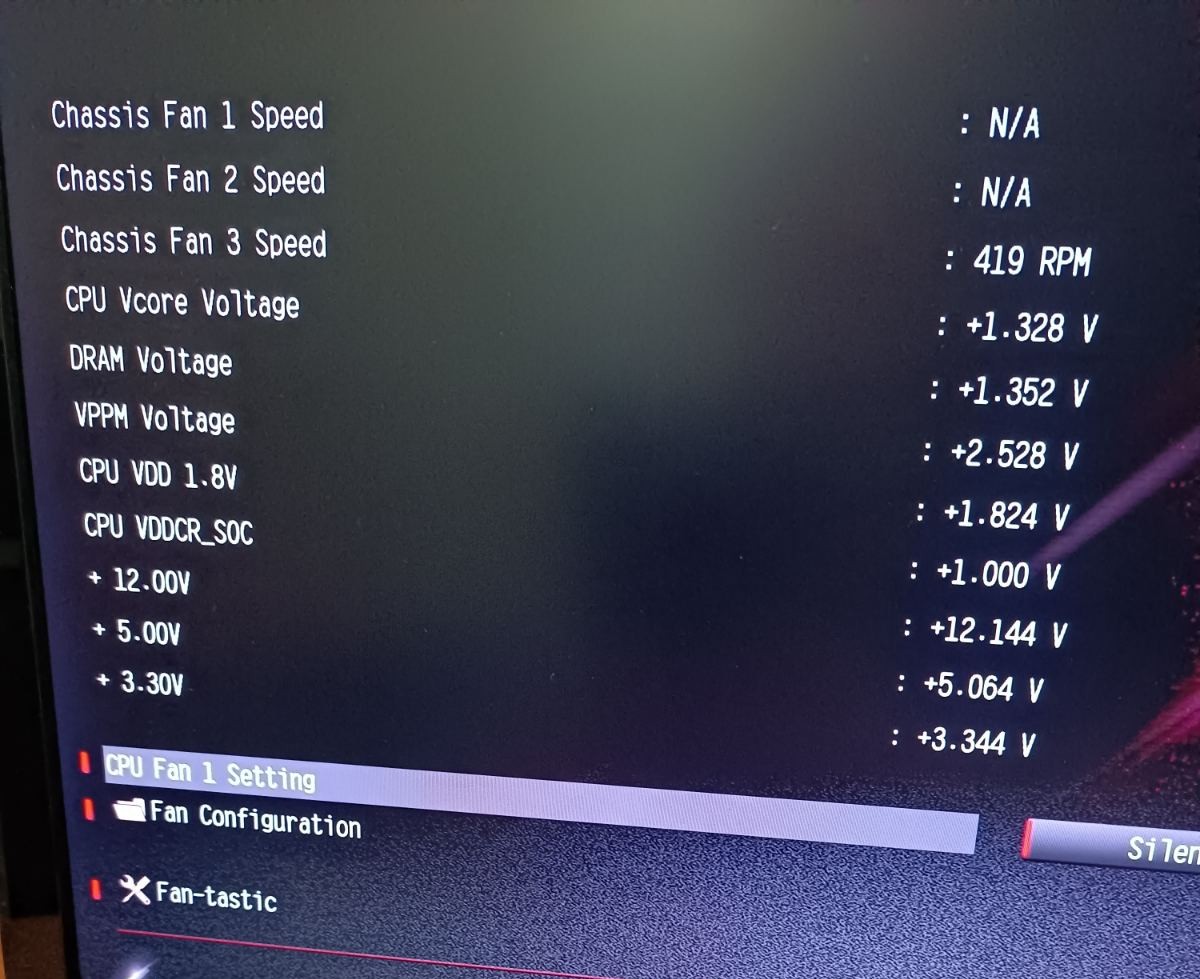 Chassis Fan 1 Speed : N/A
Chassis Fan 2 Speed : N/A
Chassis Fan 3 Speed : 419 RPM
CPU Vcore Voltage : +1.328 V
DRAM Voltage : +1.352 V
VPPM Voltage : +2.528 V
CPU VDD 1.8V : +1.824 V
CPU VDDCR_SOC : +1.000 V
+ 12.00V : +12.144 V
+ 5.00V : +5.064 V
+ 3.30V : +3.344 V
CPU Fan 1 Setting Silen
Fan Configuration
Fan-tastic